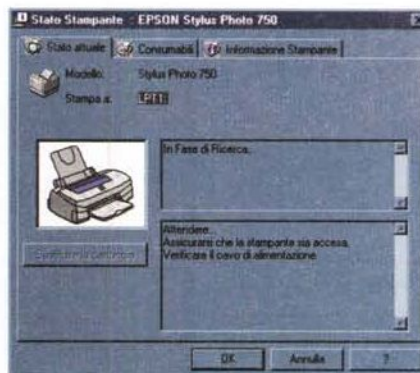 Stato Stampante : EPSON Stylus Photo 750
Stato attuale Consumabili Informazione Stampante
Modello: Stylus Photo 750
Stampa a: LPT1:
In Fase di Ricerca...
Attendere...
Assicurarsi che la stampante sia accesa.
Verificare il cavo di alimentazione.
OK Annulla ?